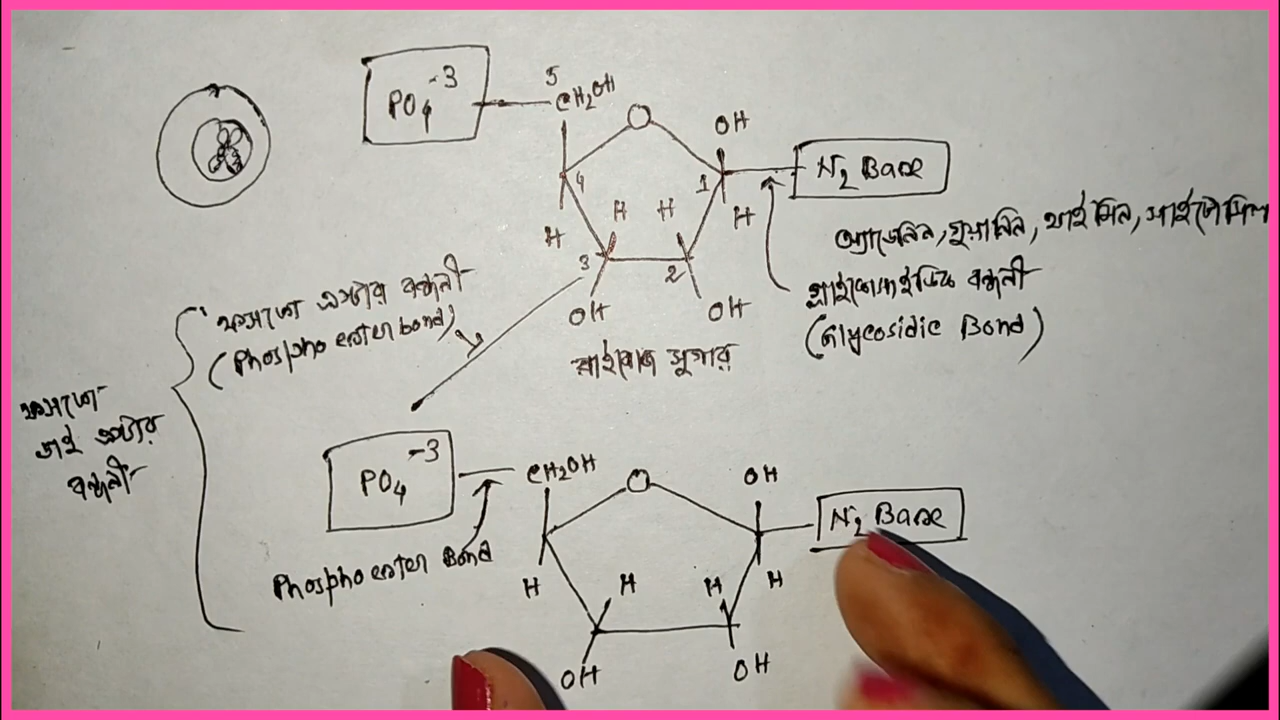 PO4 -3
5
CH2OH
O
OH
4
1
N2 Base
H
H
H
H
3
2
OH
OH
অ্যাডেনিন, গুয়ানিন, থাইমিন, সাইটোসিন
গ্লাইকোসাইডিক বন্ধনী
(Glycosidic Bond)
রাইবোজ সুগার
ফসফো এস্টার বন্ধনী
(Phospho ester bond)
ফসফো
ডাই এস্টার
বন্ধনী
PO4 -3
CH2OH
O
OH
N2 Base
Phospho ester Bond
H
H
H
H
OH
OH